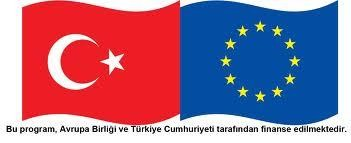 Bu program, Avrupa Birliği ve Türkiye Cumhuriyeti tarafından finanse edilmektedir.